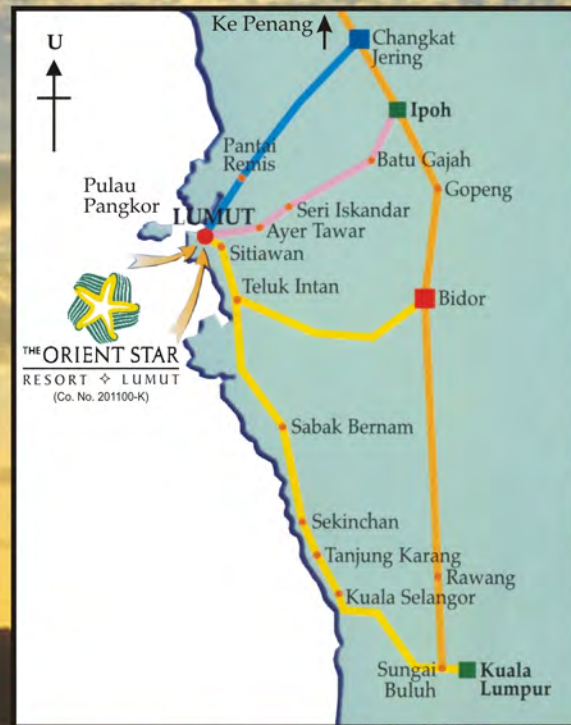 Ke Penang
U
Changkat
Jering
Ipoh
Pantai
Remis
Batu Gajah
Pulau
Pangkor
Gopeng
Seri Iskandar
LUMUT
Ayer Tawar
Sitiawan
Teluk Intan
Bidor
THE ORIENT STAR
RESORT ✧ LUMUT
(Co. No. 201100-K)
Sabak Bernam
Sekinchan
Tanjung Karang
Rawang
Kuala Selangor
Sungai
Buluh
Kuala
Lumpur